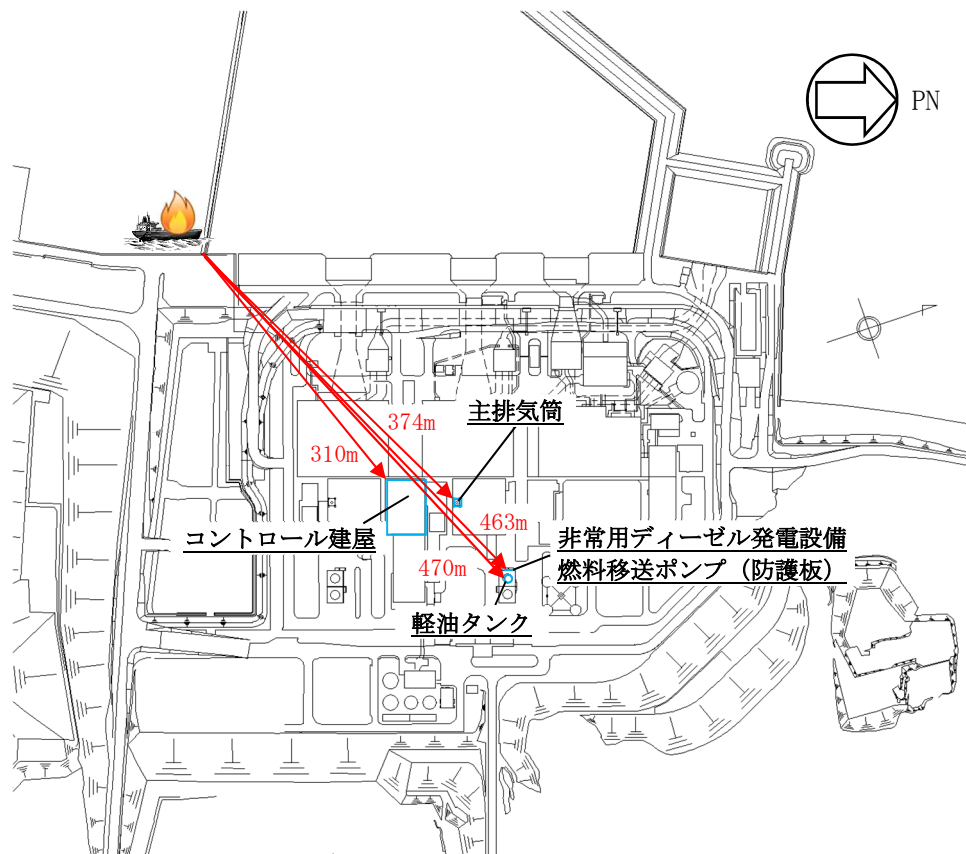 PN
主排気筒
374m
310m
コントロール建屋
463m
非常用ディーゼル発電設備
燃料移送ポンプ（防護板）
470m
軽油タンク